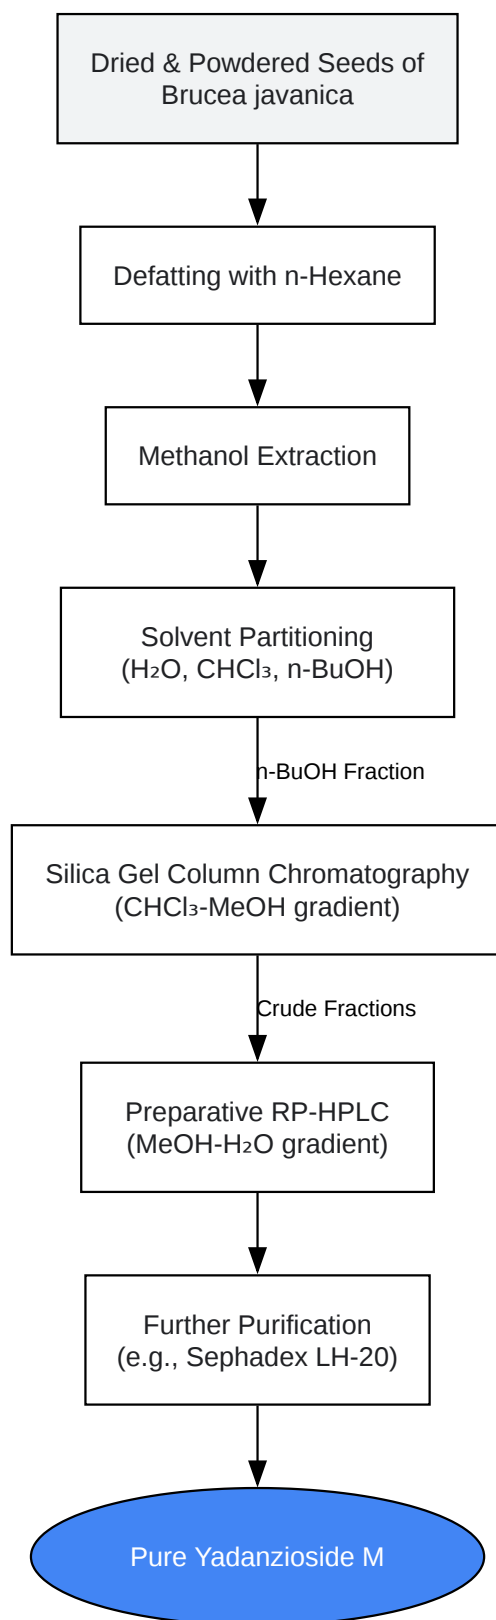 Dried & Powdered Seeds of
Brucea javanica
Defatting with n-Hexane
Methanol Extraction
Solvent Partitioning
(H₂O, CHCl₃, n-BuOH)
n-BuOH Fraction
Silica Gel Column Chromatography
(CHCl₃-MeOH gradient)
Crude Fractions
Preparative RP-HPLC
(MeOH-H₂O gradient)
Further Purification
(e.g., Sephadex LH-20)
Pure Yadanzioside M